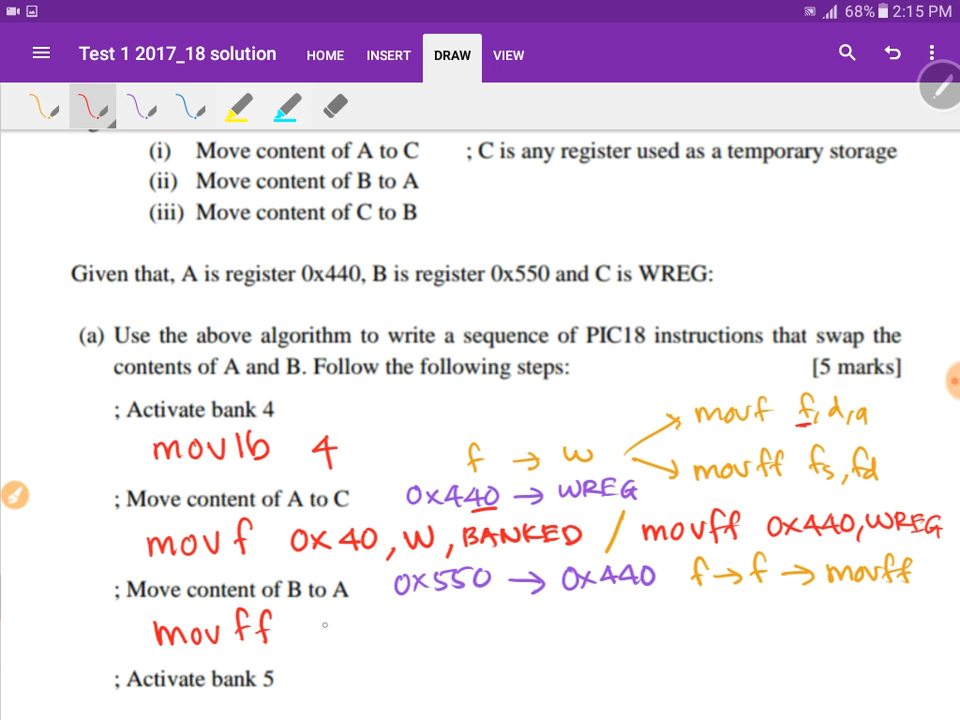 68% 2:15 PM
Test 1 2017_18 solution HOME INSERT DRAW VIEW
(i) Move content of A to C ; C is any register used as a temporary storage
(ii) Move content of B to A
(iii) Move content of C to B
Given that, A is register 0x440, B is register 0x550 and C is WREG:
(a) Use the above algorithm to write a sequence of PIC18 instructions that swap the
contents of A and B. Follow the following steps: [5 marks]
; Activate bank 4
movf f,d,a
movlb 4
f → w
movff fs,fd
; Move content of A to C 0x440 → WREG
movf 0x40, W, BANKED / movff 0x440, WREG
; Move content of B to A 0x550 → 0x440 f → f → movff
movff
; Activate bank 5